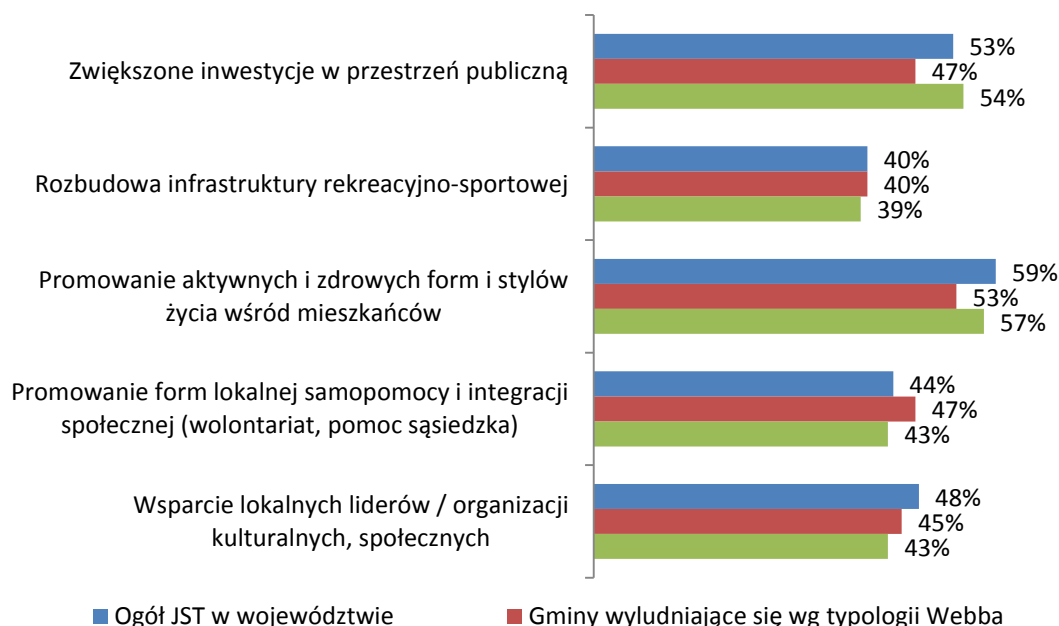 Zwiększone inwestycje w przestrzeń publiczną
53%
47%
54%
Rozbudowa infrastruktury rekreacyjno-sportowej
40%
40%
39%
Promowanie aktywnych i zdrowych form i stylów
życia wśród mieszkańców
59%
53%
57%
Promowanie form lokalnej samopomocy i integracji
społecznej (wolontariat, pomoc sąsiedzka)
44%
47%
43%
Wsparcie lokalnych liderów / organizacji
kulturalnych, społecznych
48%
45%
43%
Ogół JST w województwie
Gminy wyludniające się wg typologii Webba